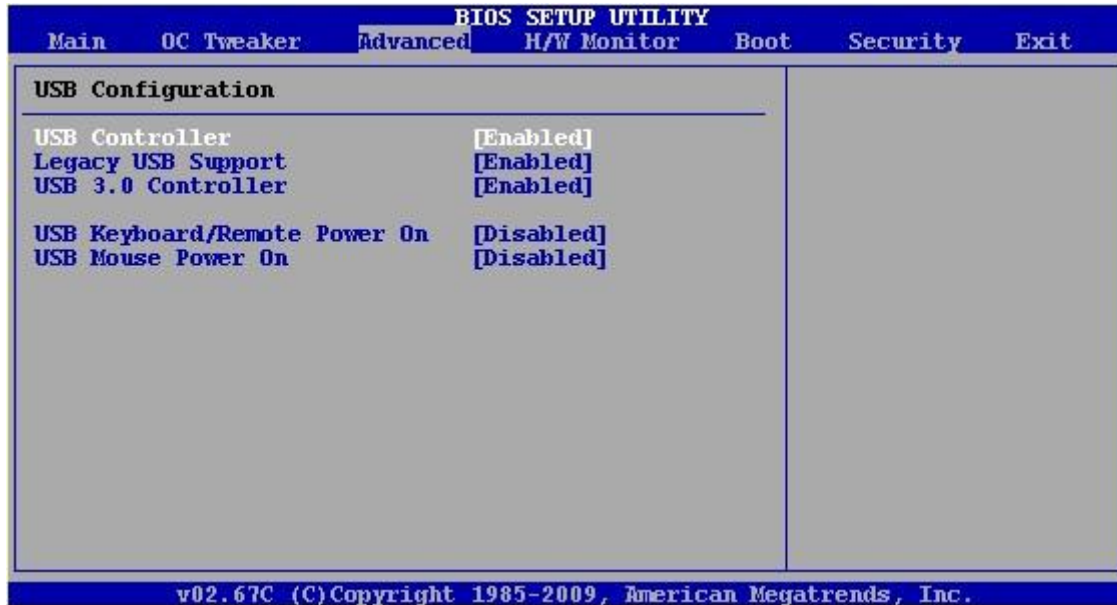 BIOS SETUP UTILITY
Main OC Tweaker Advanced H/W Monitor Boot Security Exit
USB Configuration
USB Controller [Enabled]
Legacy USB Support [Enabled]
USB 3.0 Controller [Enabled]
USB Keyboard/Remote Power On [Disabled]
USB Mouse Power On [Disabled]
v02.67C (C)Copyright 1985-2009, American Megatrends, Inc.